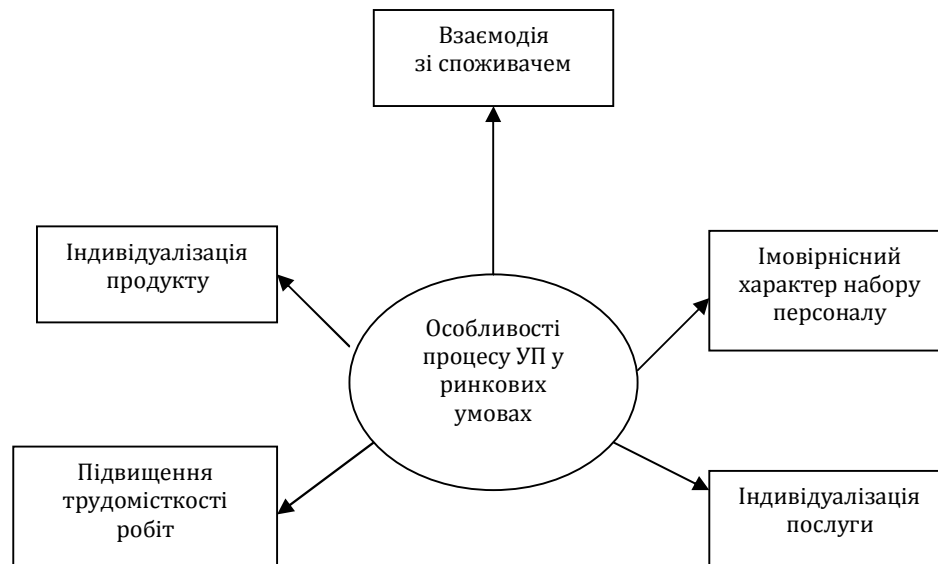 Взаємодія
зі споживачем
Індивідуалізація
продукту
Імовірнісний
характер набору
персоналу
Особливості
процесу УП у
ринкових
умовах
Підвищення
трудомісткості
робіт
Індивідуалізація
послуги